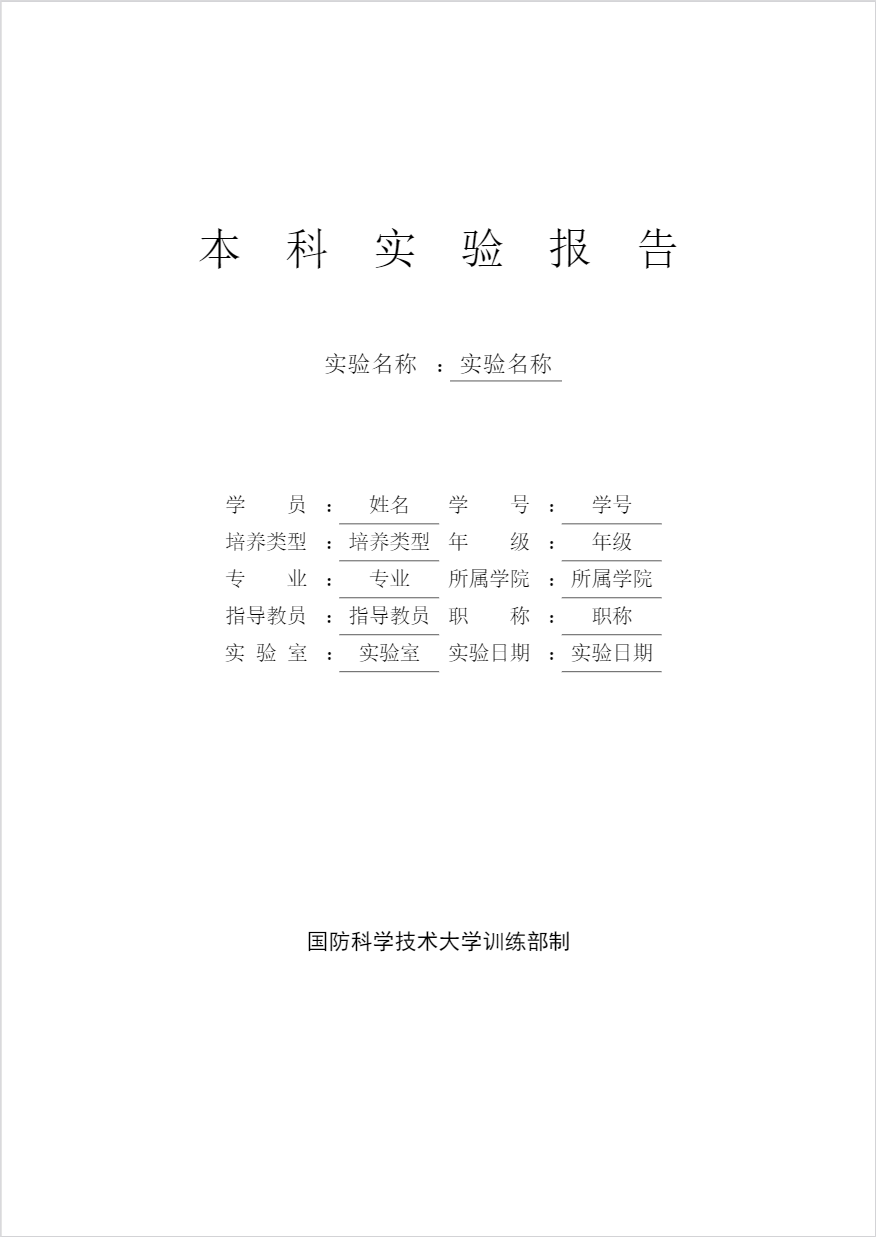 本 科 实 验 报 告
实验名称 ： 实验名称
学 员 ： 姓名 学 号 ： 学号
培养类型 ： 培养类型 年 级 ： 年级
专 业 ： 专业 所属学院 ： 所属学院
指导教员 ： 指导教员 职 称 ： 职称
实 验 室 ： 实验室 实验日期 ： 实验日期
国防科学技术大学训练部制